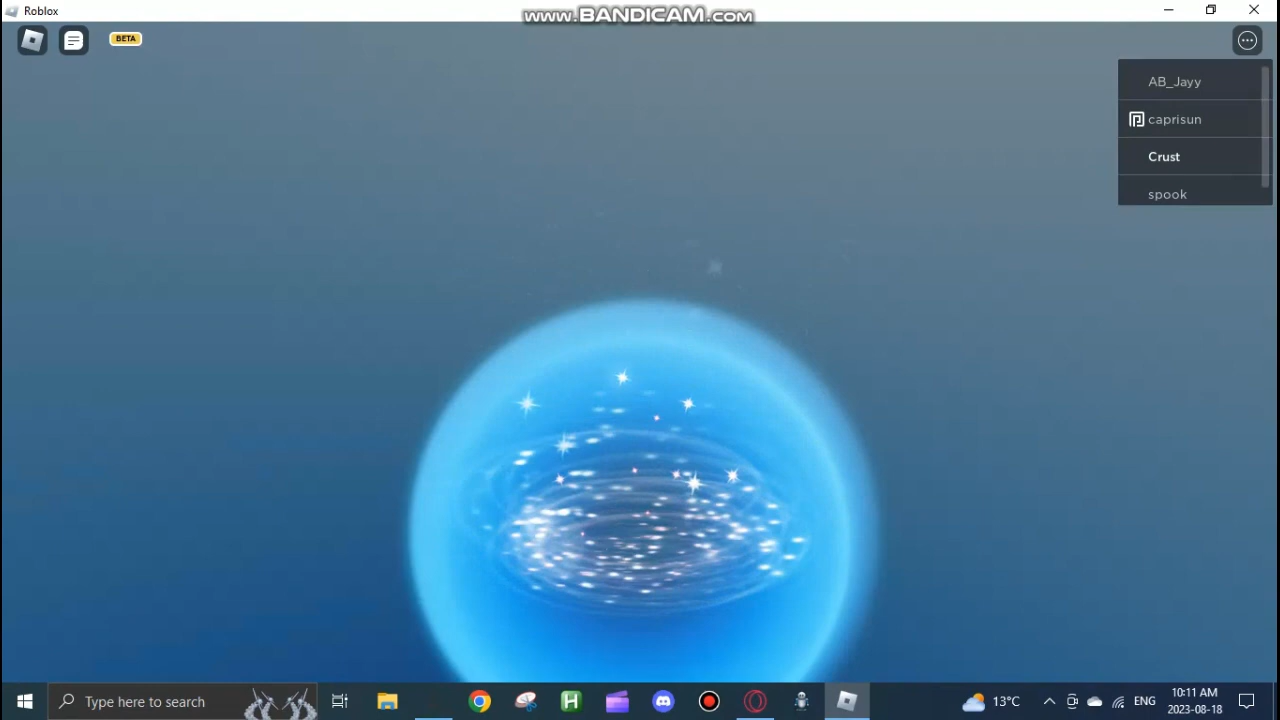 Roblox
www.BANDICAM.com
BETA
AB_Jayy
caprisun
Crust
spook
Type here to search
13°C
ENG
10:11 AM
2023-08-18